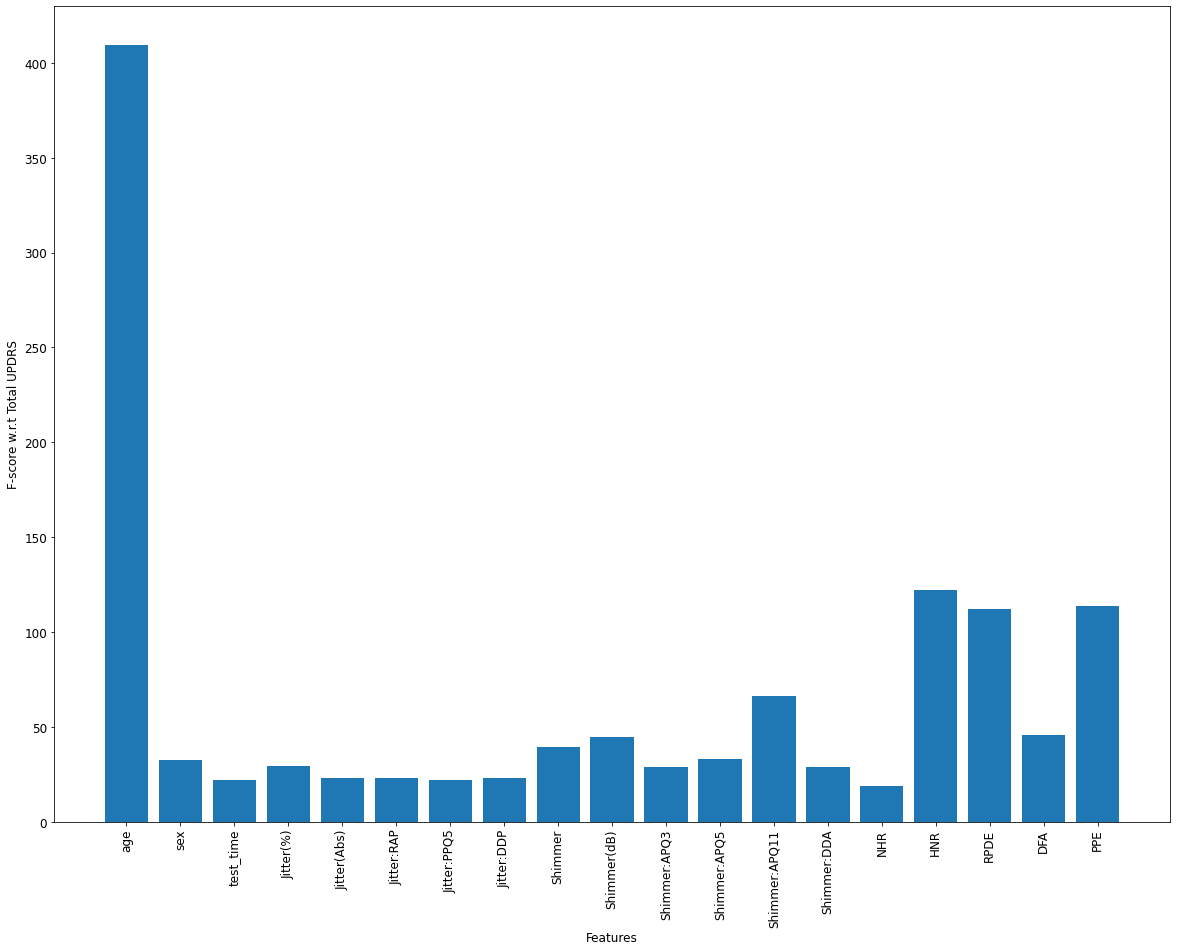 F-score w.r.t Total UPDRS
400
350
300
250
200
150
100
50
0
age
sex
test_time
Jitter(%)
Jitter(Abs)
Jitter:RAP
Jitter:PPQ5
Jitter:DDP
Shimmer
Shimmer(dB)
Shimmer:APQ3
Shimmer:APQ5
Shimmer:APQ11
Shimmer:DDA
NHR
HNR
RPDE
DFA
PPE
Features